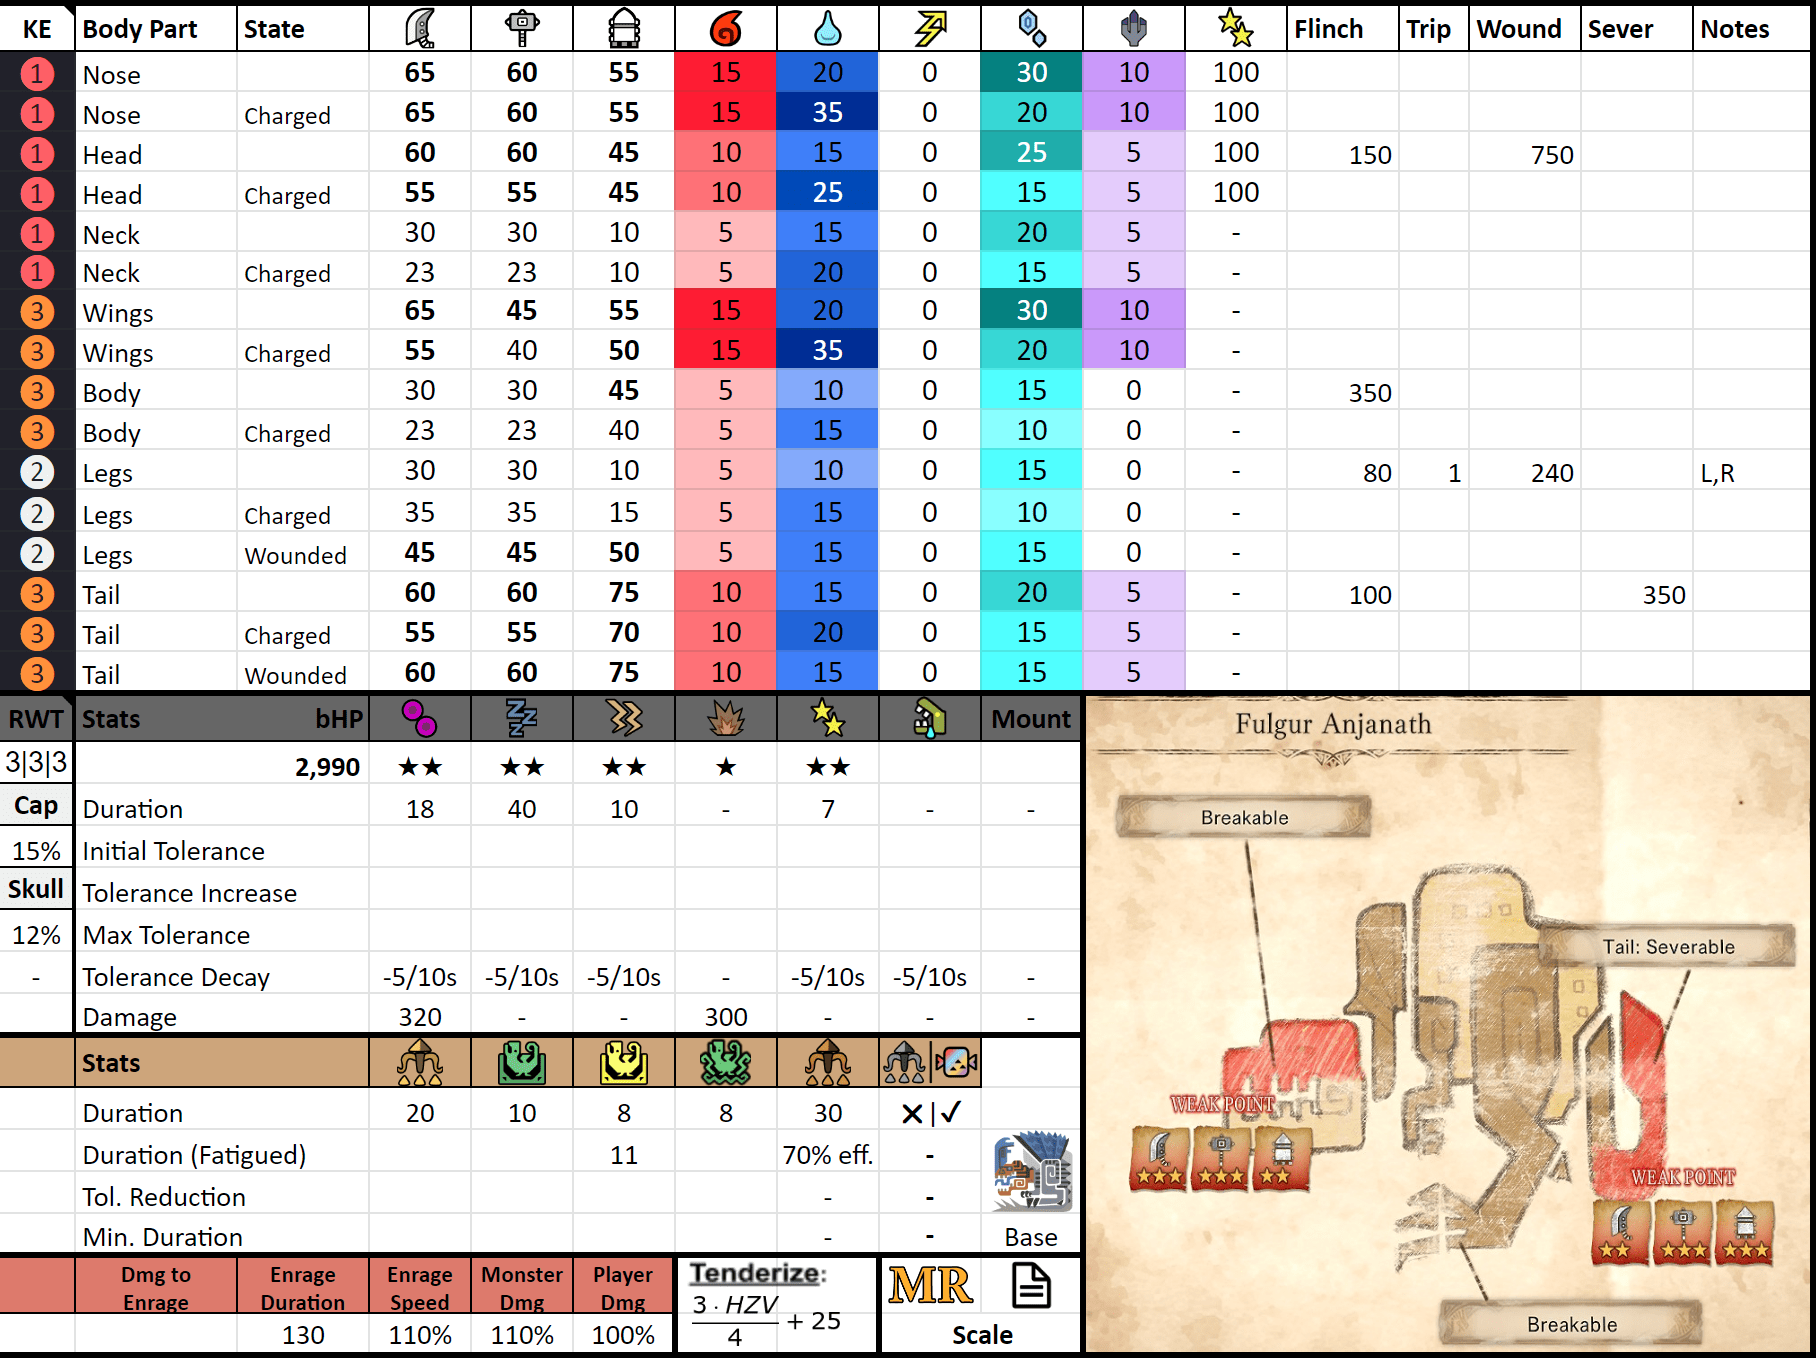 KE Body Part State Flinch Trip Wound Sever Notes
1 Nose 65 60 55 15 20 0 30 10 100
1 Nose Charged 65 60 55 15 35 0 20 10 100
1 Head 60 60 45 10 15 0 25 5 100 150 750
1 Head Charged 55 55 45 10 25 0 15 5 100
1 Neck 30 30 10 5 15 0 20 5 -
1 Neck Charged 23 23 10 5 20 0 15 5 -
3 Wings 65 45 55 15 20 0 30 10 -
3 Wings Charged 55 40 50 15 35 0 20 10 -
3 Body 30 30 45 5 10 0 15 0 - 350
3 Body Charged 23 23 40 5 15 0 10 0 -
2 Legs 30 30 10 5 10 0 15 0 - 80 1 240 L,R
2 Legs Charged 35 35 15 5 15 0 10 0 -
2 Legs Wounded 45 45 50 5 15 0 15 0 -
3 Tail 60 60 75 10 15 0 20 5 - 100 350
3 Tail Charged 55 55 70 10 20 0 15 5 -
3 Tail Wounded 60 60 75 10 15 0 15 5 -
RWT Stats bHP Mount
3|3|3 2,990 ★★ ★★ ★★ ★ ★★
Cap Duration 18 40 10 - 7 - -
15% Initial Tolerance
Skull Tolerance Increase
12% Max Tolerance
- Tolerance Decay -5/10s -5/10s -5/10s - -5/10s -5/10s -
Damage 320 - - 300 - - -
Stats
Duration 20 10 8 8 30 ✕|✓
Duration (Fatigued) 11 70% eff. -
Tol. Reduction - -
Min. Duration - - Base
Dmg to Enrage Enrage Duration Enrage Speed Monster Dmg Player Dmg
130 110% 110% 100%
Tenderize:
3 · HZV / 4 + 25
MR
Scale
Fulgur Anjanath
Breakable
Tail: Severable
WEAK POINT
WEAK POINT
Breakable